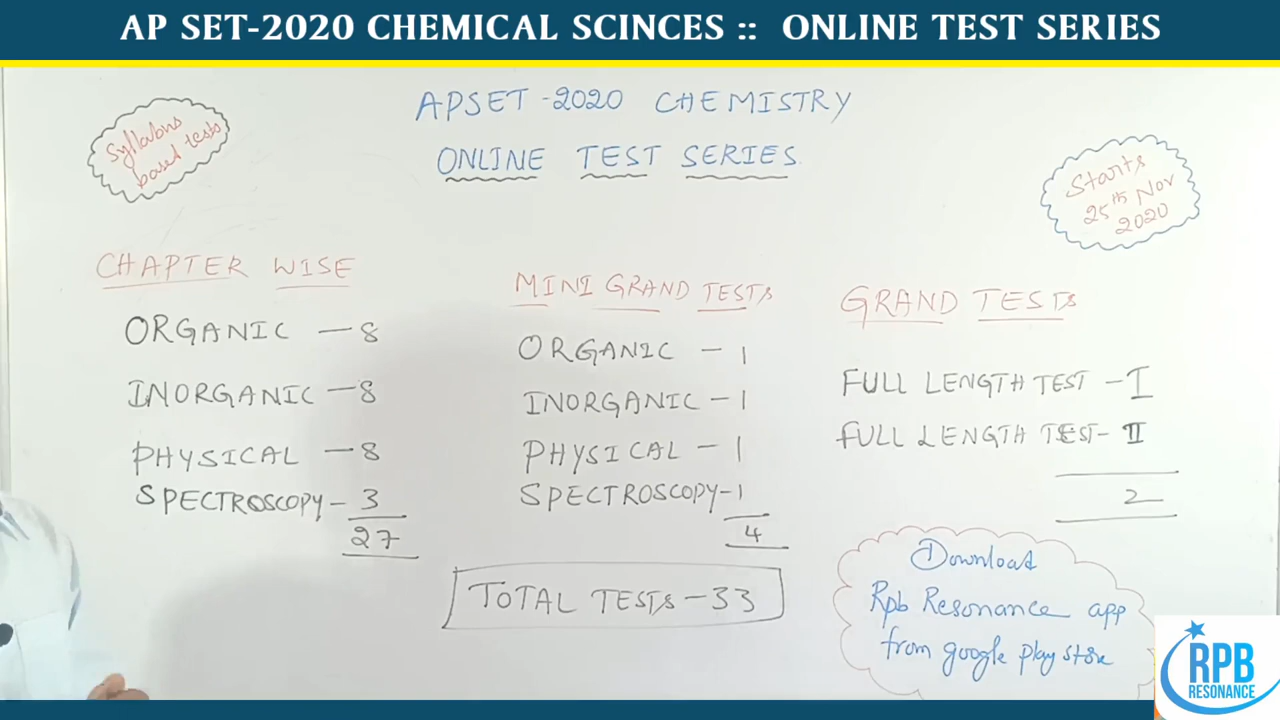 AP SET-2020 CHEMICAL SCINCES :: ONLINE TEST SERIES
APSET-2020 CHEMISTRY
ONLINE TEST SERIES
Syllabus
based tests
Starts
25th Nov
2020
CHAPTER WISE
ORGANIC - 8
INORGANIC - 8
PHYSICAL - 8
SPECTROSCOPY - 3
27
MINI GRAND TESTS
ORGANIC - 1
INORGANIC - 1
PHYSICAL - 1
SPECTROSCOPY - 1
4
GRAND TESTS
FULL LENGTH TEST - I
FULL LENGTH TEST - II
2
TOTAL TESTS - 33
Download
Rpb Resonance app
from google play store
RPB
RESONANCE